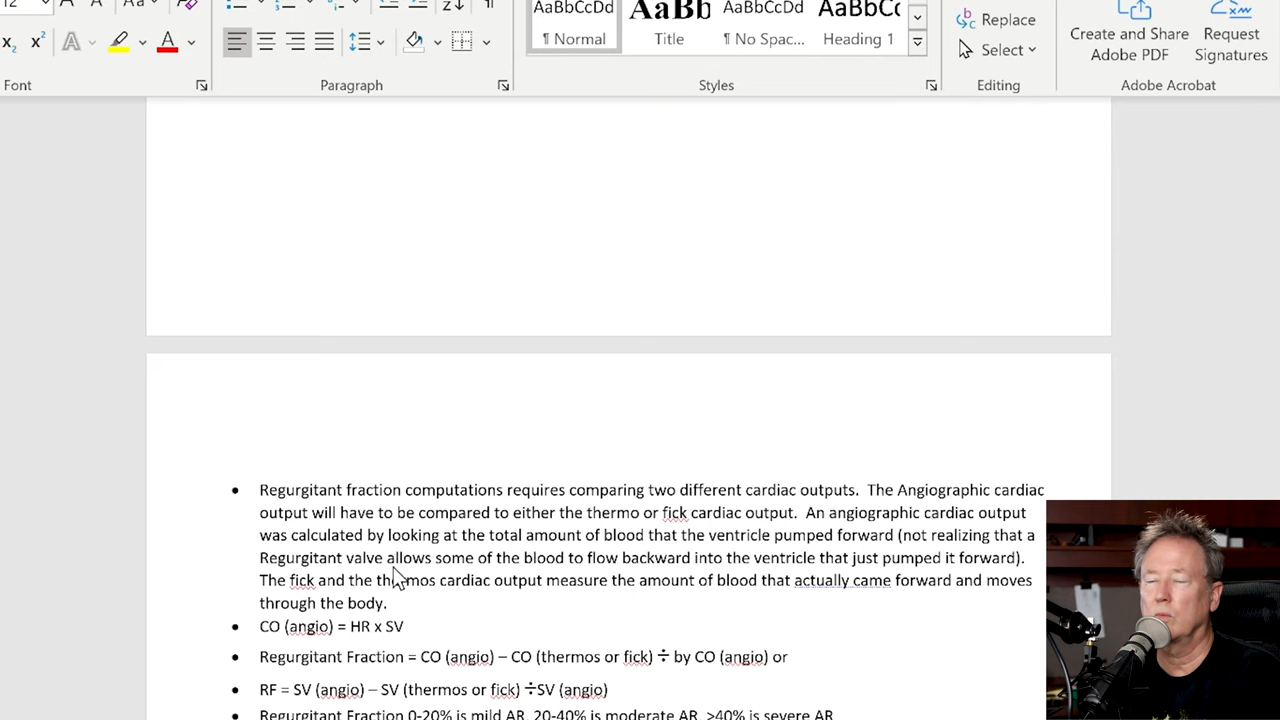 12
Aa
x₂ x² A A
Font
Paragraph
AaBbCcDd AaBb AaBbCcDd AaBbCc
¶ Normal Title ¶ No Spac... Heading 1
Styles
Replace
Select
Editing
Create and Share Adobe PDF
Request Signatures
Adobe Acrobat
• Regurgitant fraction computations requires comparing two different cardiac outputs. The Angiographic cardiac
output will have to be compared to either the thermo or fick cardiac output. An angiographic cardiac output
was calculated by looking at the total amount of blood that the ventricle pumped forward (not realizing that a
Regurgitant valve allows some of the blood to flow backward into the ventricle that just pumped it forward).
The fick and the thermos cardiac output measure the amount of blood that actually came forward and moves
through the body.
• CO (angio) = HR x SV
• Regurgitant Fraction = CO (angio) – CO (thermos or fick) ÷ by CO (angio) or
• RF = SV (angio) – SV (thermos or fick) ÷SV (angio)
• Regurgitant Fraction 0-20% is mild AR, 20-40% is moderate AR, >40% is severe AR